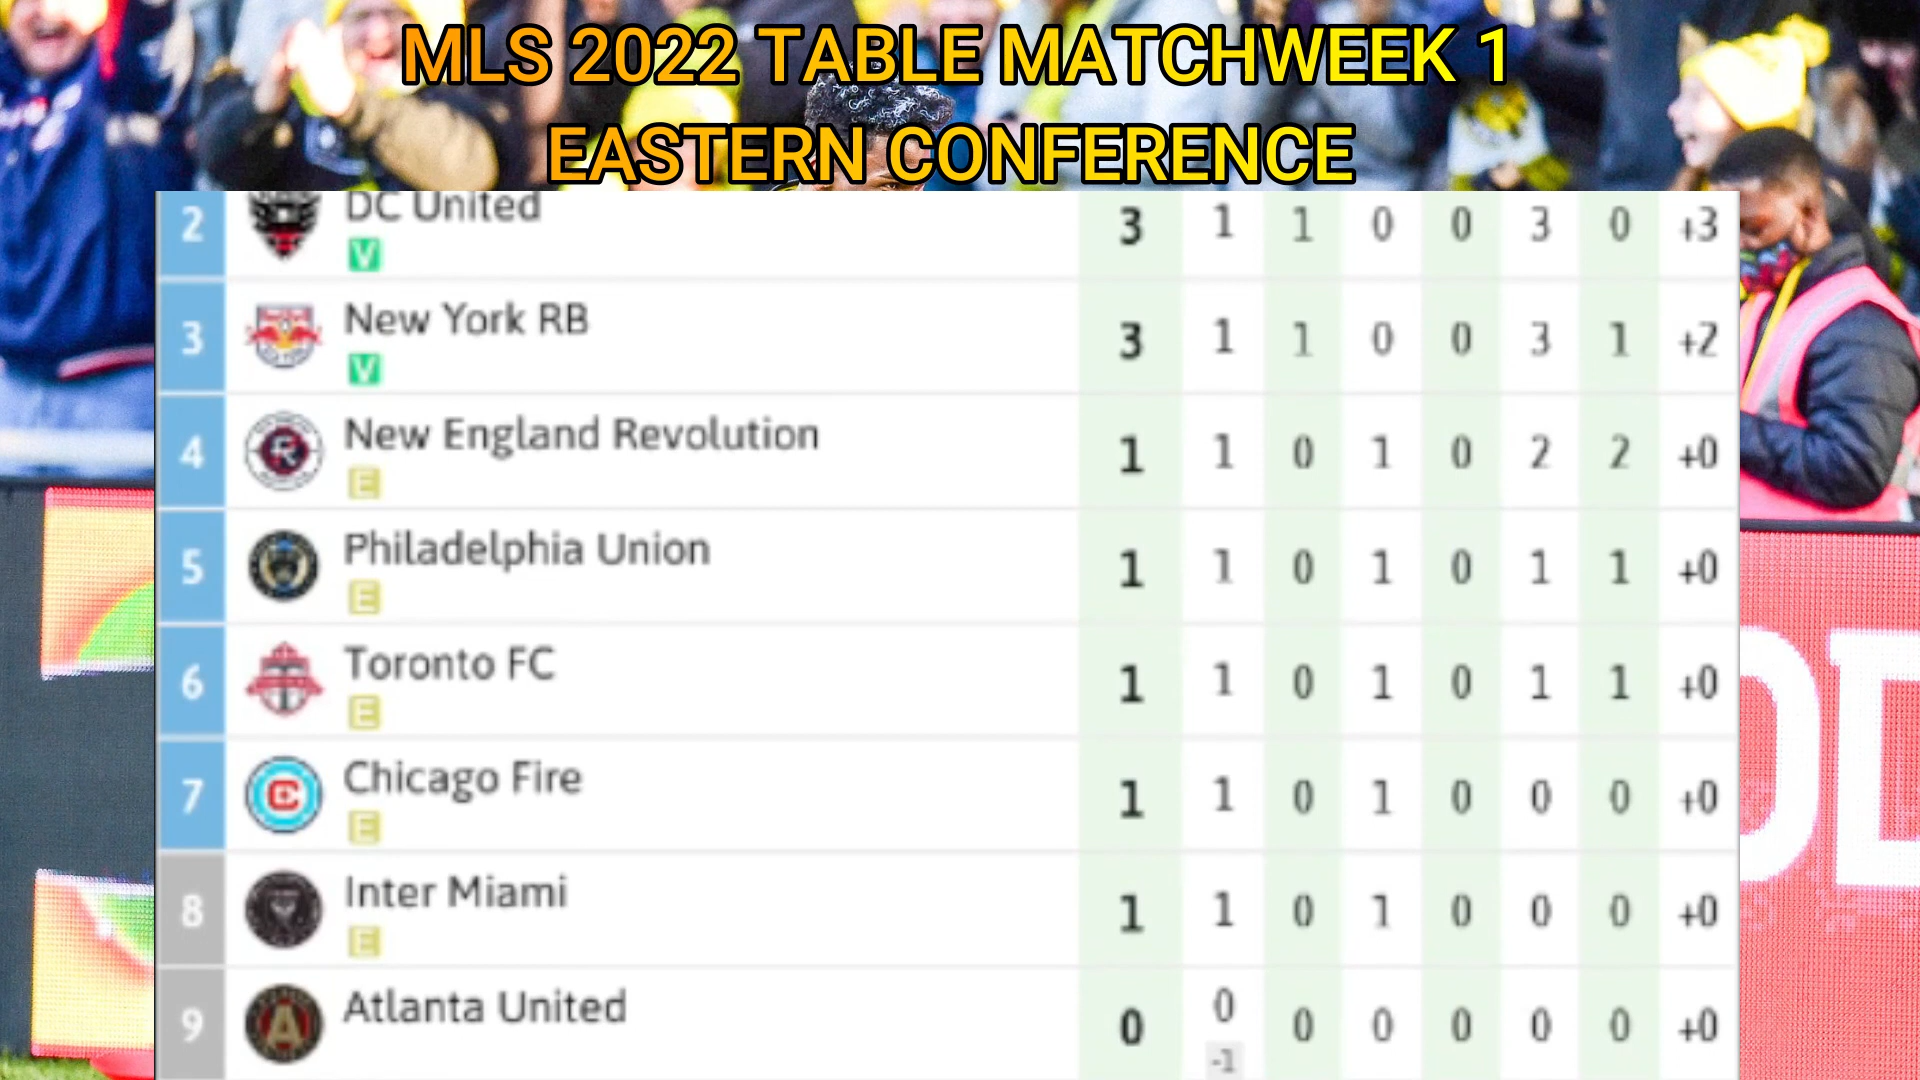 MLS 2022 TABLE MATCHWEEK 1
EASTERN CONFERENCE
2 DC United 3 1 1 0 0 3 0 +3
V
3 New York RB 3 1 1 0 0 3 1 +2
V
4 New England Revolution 1 1 0 1 0 2 2 +0
E
5 Philadelphia Union 1 1 0 1 0 1 1 +0
E
6 Toronto FC 1 1 0 1 0 1 1 +0
E
7 Chicago Fire 1 1 0 1 0 0 0 +0
E
8 Inter Miami 1 1 0 1 0 0 0 +0
E
9 Atlanta United 0 0 0 0 0 0 0 +0
-1